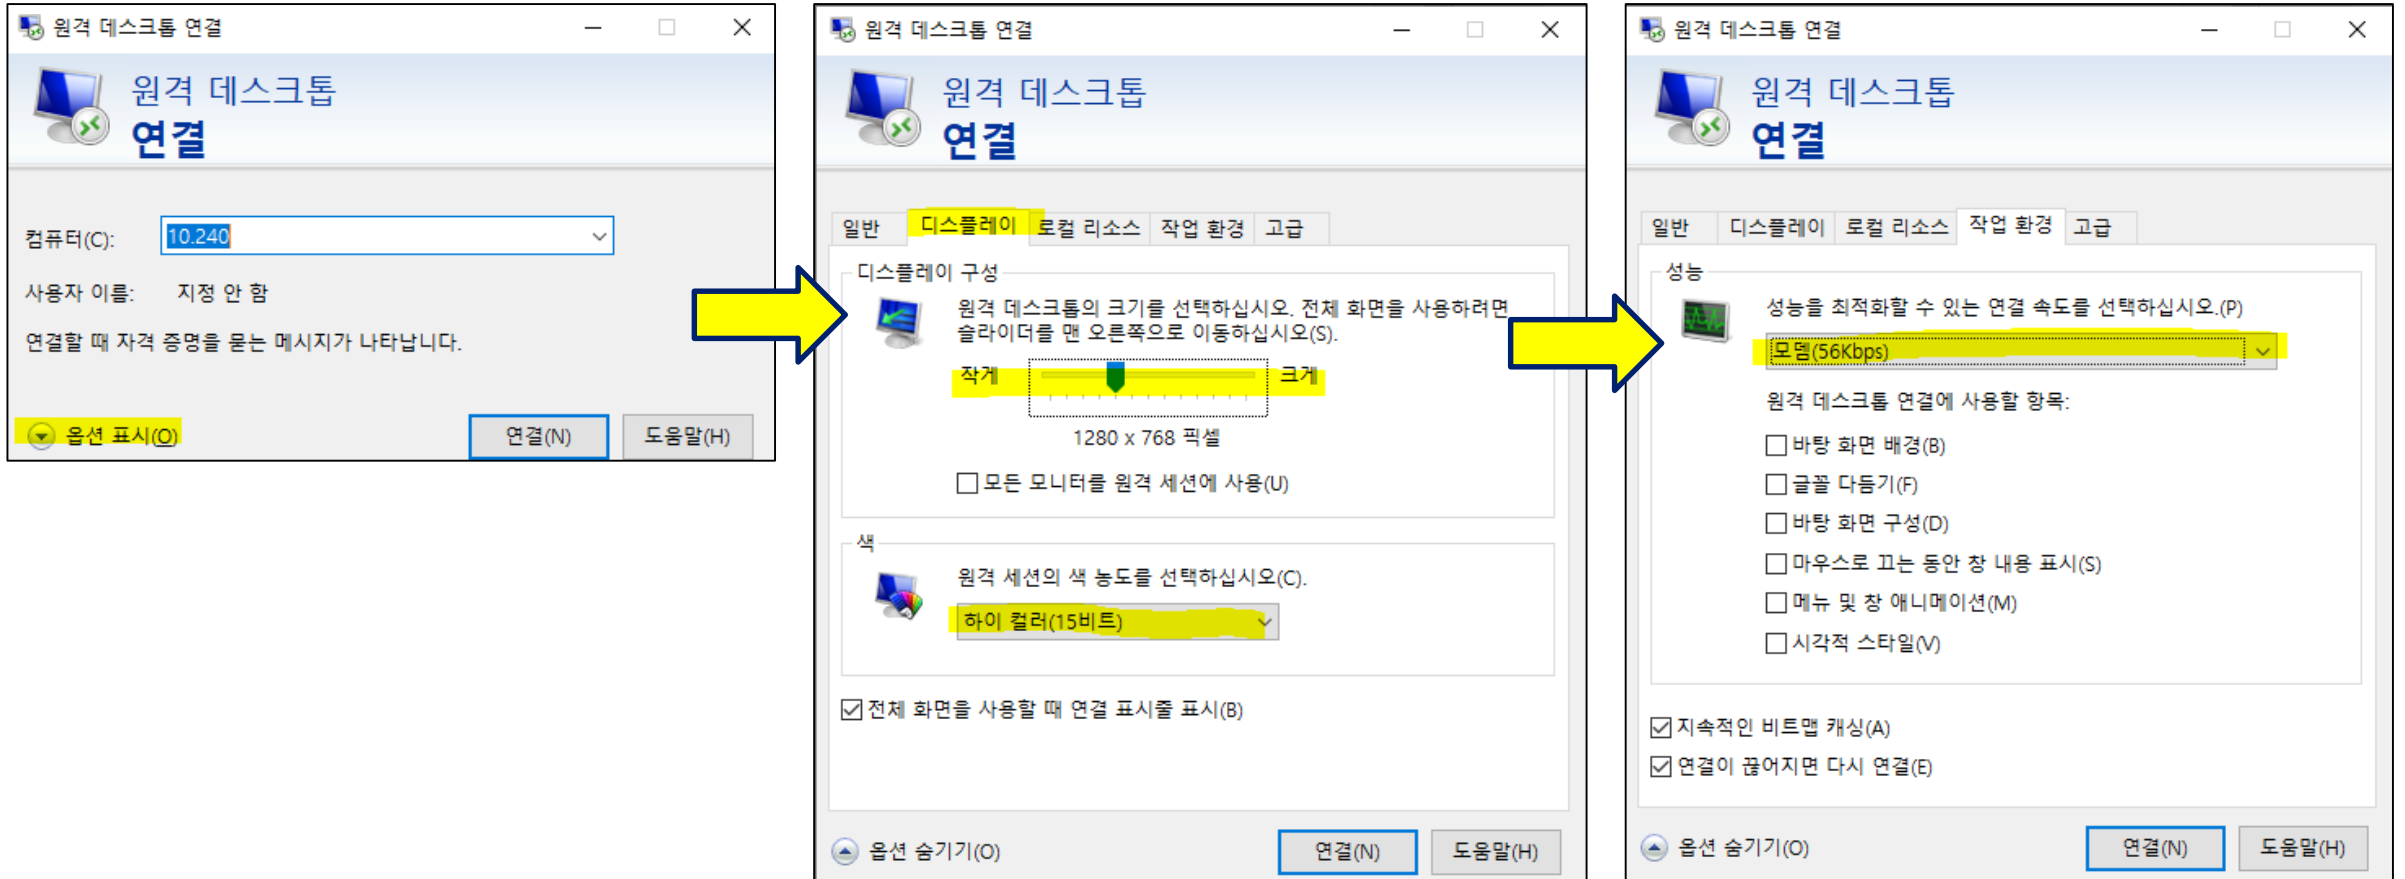 원격 데스크톱 연결
원격 데스크톱
연결
컴퓨터(C):
10.240
사용자 이름:
지정 안 함
연결할 때 자격 증명을 묻는 메시지가 나타납니다.
옵션 표시(O)
연결(N)
도움말(H)
원격 데스크톱 연결
원격 데스크톱
연결
일반
디스플레이
로컬 리소스
작업 환경
고급
디스플레이 구성
원격 데스크톱의 크기를 선택하십시오. 전체 화면을 사용하려면
슬라이더를 맨 오른쪽으로 이동하십시오(S).
작게
크게
1280 x 768 픽셀
모든 모니터를 원격 세션에 사용(U)
색
원격 세션의 색 농도를 선택하십시오(C).
하이 컬러(15비트)
전체 화면을 사용할 때 연결 표시줄 표시(B)
옵션 숨기기(O)
연결(N)
도움말(H)
원격 데스크톱 연결
원격 데스크톱
연결
일반
디스플레이
로컬 리소스
작업 환경
고급
성능
성능을 최적화할 수 있는 연결 속도를 선택하십시오.(P)
모뎀(56Kbps)
원격 데스크톱 연결에 사용할 항목:
바탕 화면 배경(B)
글꼴 다듬기(F)
바탕 화면 구성(D)
마우스로 끄는 동안 창 내용 표시(S)
메뉴 및 창 애니메이션(M)
시각적 스타일(V)
지속적인 비트맵 캐싱(A)
연결이 끊어지면 다시 연결(E)
옵션 숨기기(O)
연결(N)
도움말(H)